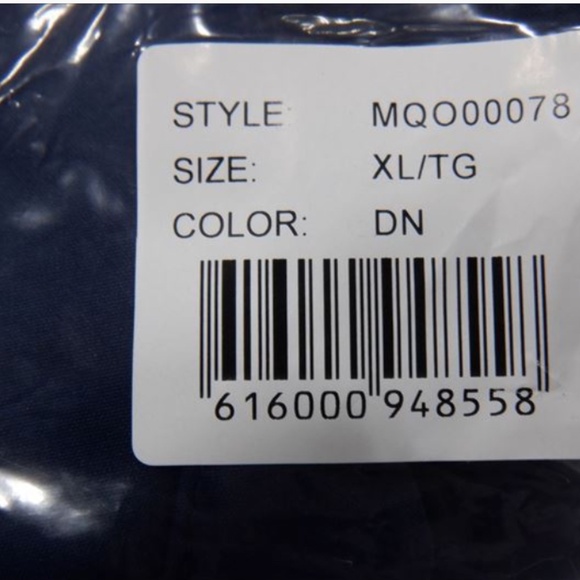 STYLE: MQO00078
SIZE: XL/TG
COLOR: DN
616000 948558